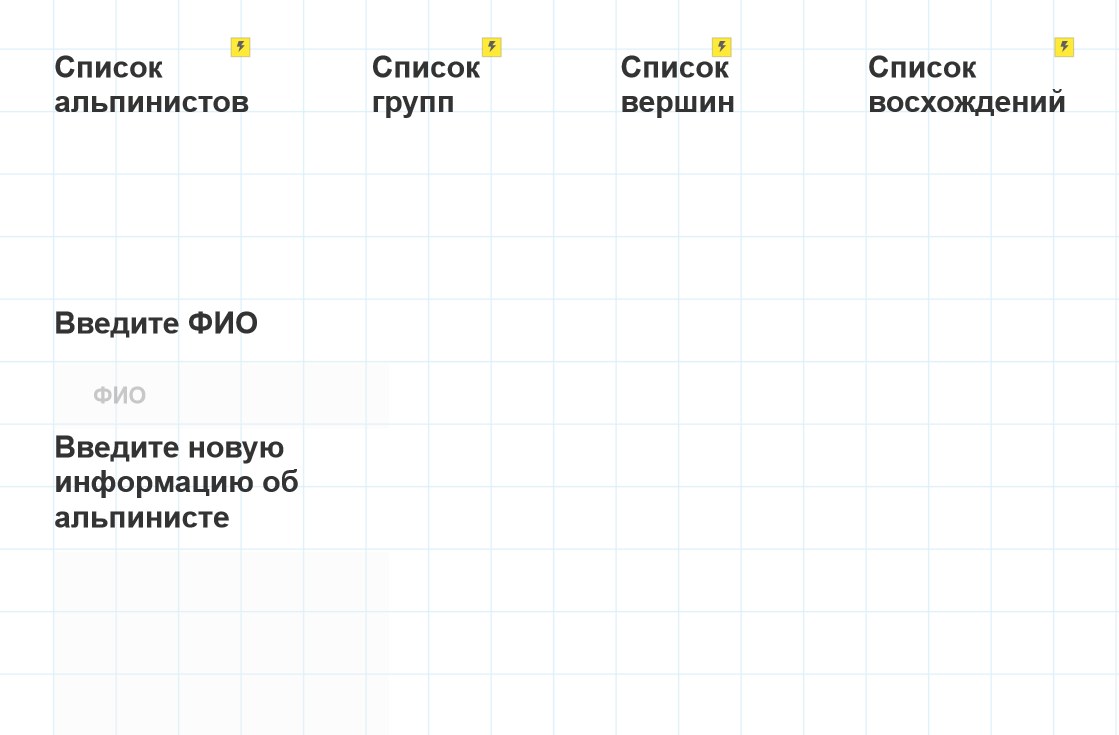 Список
альпинистов
Список
групп
Список
вершин
Список
восхождений
Введите ФИО
ФИО
Введите новую
информацию об
альпинисте